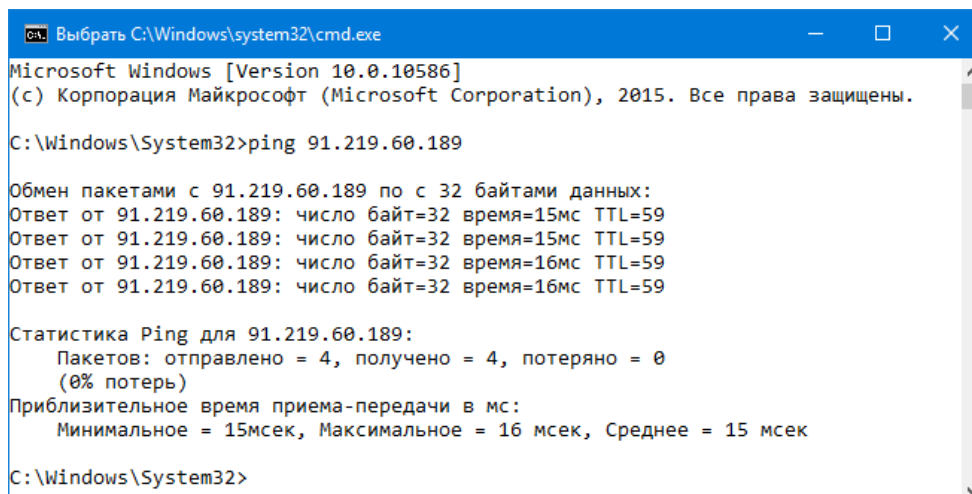 Выбрать C:\Windows\system32\cmd.exe
Microsoft Windows [Version 10.0.10586]
(c) Корпорация Майкрософт (Microsoft Corporation), 2015. Все права защищены.
C:\Windows\System32>ping 91.219.60.189
Обмен пакетами с 91.219.60.189 по с 32 байтами данных:
Ответ от 91.219.60.189: число байт=32 время=15мс TTL=59
Ответ от 91.219.60.189: число байт=32 время=15мс TTL=59
Ответ от 91.219.60.189: число байт=32 время=16мс TTL=59
Ответ от 91.219.60.189: число байт=32 время=16мс TTL=59
Статистика Ping для 91.219.60.189:
    Пакетов: отправлено = 4, получено = 4, потеряно = 0
    (0% потерь)
Приблизительное время приема-передачи в мс:
    Минимальное = 15мсек, Максимальное = 16 мсек, Среднее = 15 мсек
C:\Windows\System32>